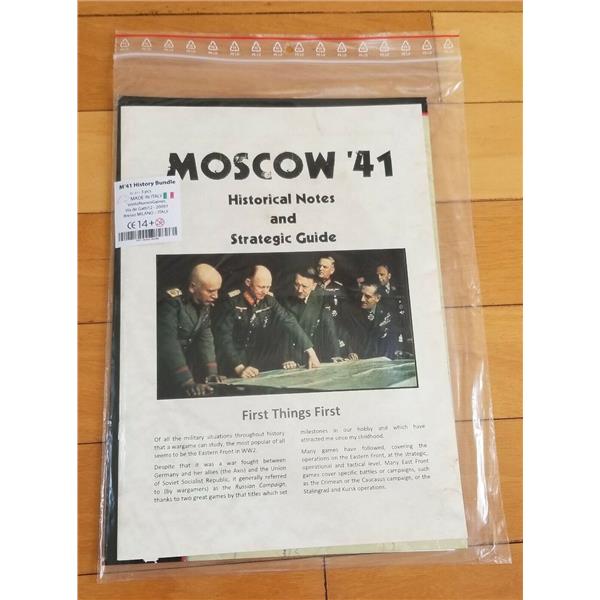 MOSCOW '41
Historical Notes
and
Strategic Guide
M'41 History Bundle
MADE IN ITALY
MILANO - ITALY
CE 14+
First Things First
Of all the military situations throughout history
that a wargame can study, the most popular of all
seems to be the Eastern Front in WW2.
Despite that it was a war fought between
Germany and her allies (the Axis) and the Union
of Soviet Socialist Republic, it generally referred
to (by wargamers) as the Russian Campaign,
thanks to two great games by that titles which set
milestones in our hobby and which have
attracted me since my childhood.
Many games have followed, covering the
operations on the Eastern Front, at the strategic,
operational and tactical level. Many East Front
games cover specific battles or campaigns, such
as the Crimean or the Caucasus campaign, or the
Stalingrad and Kursk operations.